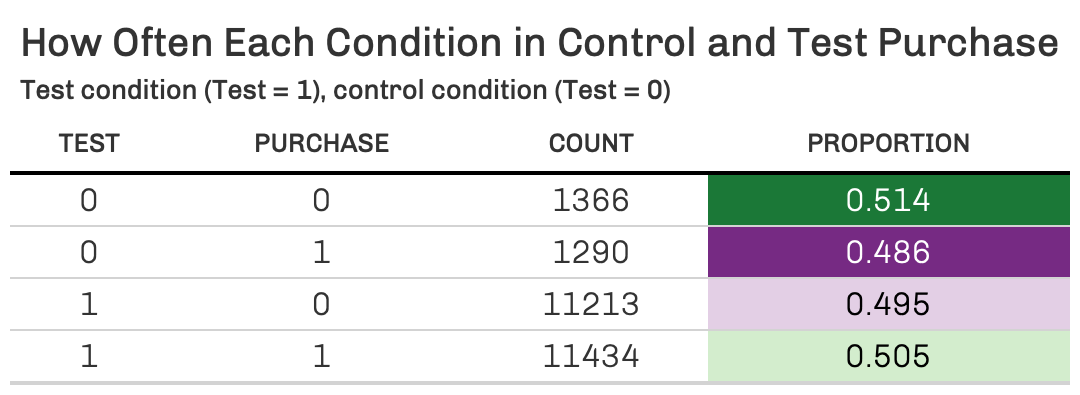 How Often Each Condition in Control and Test Purchase
Test condition (Test = 1), control condition (Test = 0)
TEST PURCHASE COUNT PROPORTION
0 0 1366 0.514
0 1 1290 0.486
1 0 11213 0.495
1 1 11434 0.505